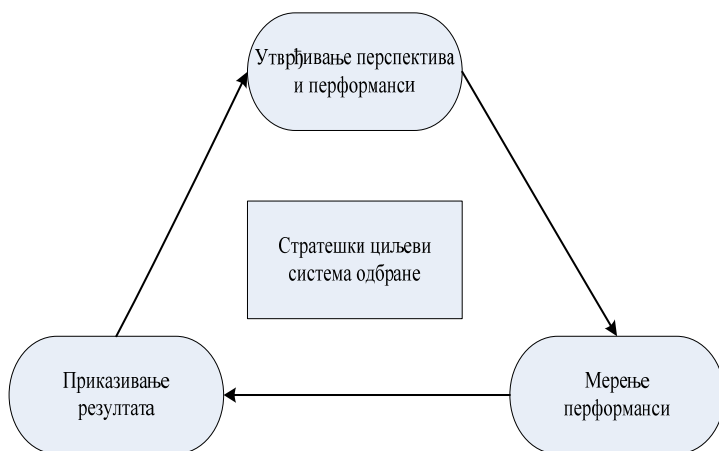 Утврђивање перспектива
и перформанси
Стратешки циљеви
система одбране
Приказивање
резултата
Мерење
перформанси